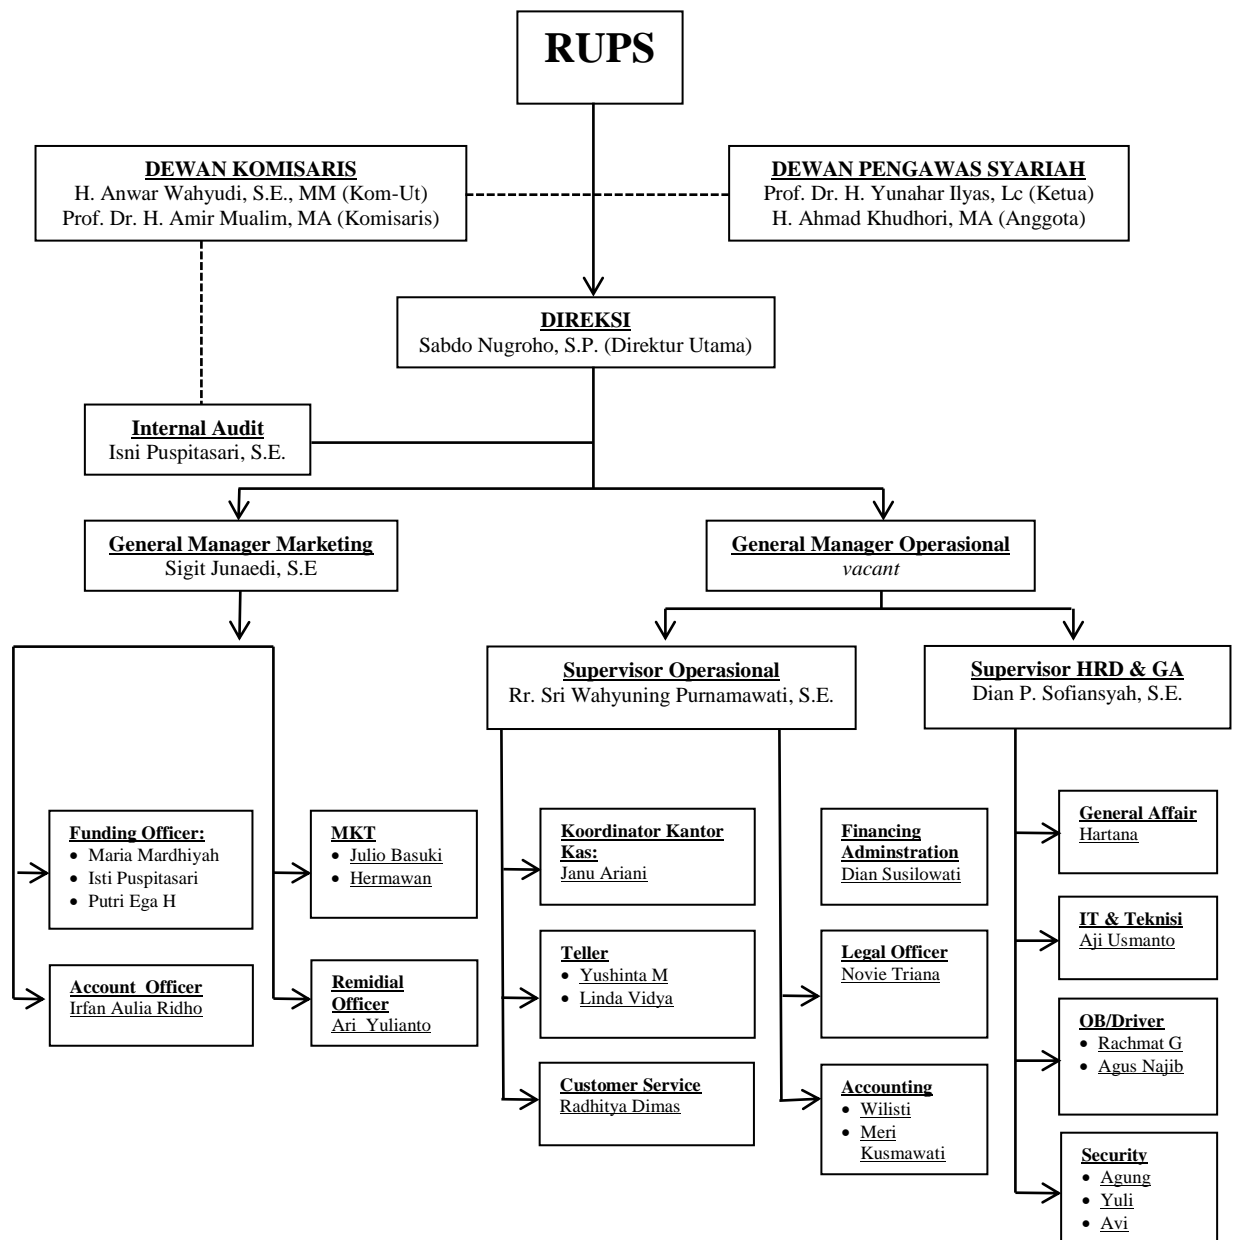 RUPS
DEWAN KOMISARIS
H. Anwar Wahyudi, S.E., MM (Kom-Ut)
Prof. Dr. H. Amir Mualim, MA (Komisaris)
DEWAN PENGAWAS SYARIAH
Prof. Dr. H. Yunahar Ilyas, Lc (Ketua)
H. Ahmad Khudhori, MA (Anggota)
DIREKSI
Sabdo Nugroho, S.P. (Direktur Utama)
Internal Audit
Isni Puspitasari, S.E.
General Manager Marketing
Sigit Junaedi, S.E
General Manager Operasional
vacant
Supervisor Operasional
Rr. Sri Wahyuning Purnamawati, S.E.
Supervisor HRD & GA
Dian P. Sofiansyah, S.E.
Funding Officer:
• Maria Mardhiyah
• Isti Puspitasari
• Putri Ega H
MKT
• Julio Basuki
• Hermawan
Account Officer
Irfan Aulia Ridho
Remidial
Officer
Ari Yulianto
Koordinator Kantor
Kas:
Janu Ariani
Teller
• Yushinta M
• Linda Vidya
Customer Service
Radhitya Dimas
Financing
Adminstration
Dian Susilowati
Legal Officer
Novie Triana
Accounting
• Wilisti
• Meri
Kusmawati
General Affair
Hartana
IT & Teknisi
Aji Usmanto
OB/Driver
• Rachmat G
• Agus Najib
Security
• Agung
• Yuli
• Avi